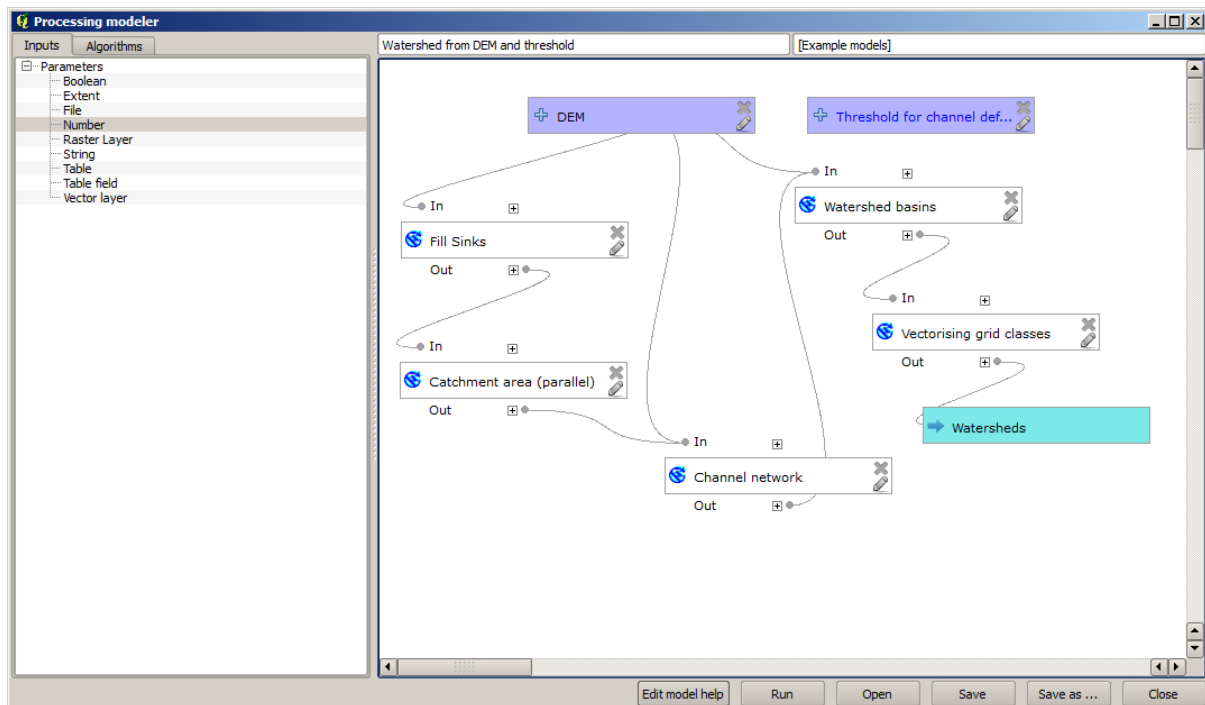 Processing modeler
Inputs
Algorithms
Watershed from DEM and threshold
[Example models]
Parameters
Boolean
Extent
File
Number
Raster Layer
String
Table
Table field
Vector layer
DEM
Threshold for channel def...
In
Watershed basins
Out
In
Fill Sinks
Out
In
Vectorising grid classes
Out
In
Catchment area (parallel)
Out
Watersheds
In
Channel network
Out
Edit model help
Run
Open
Save
Save as ...
Close